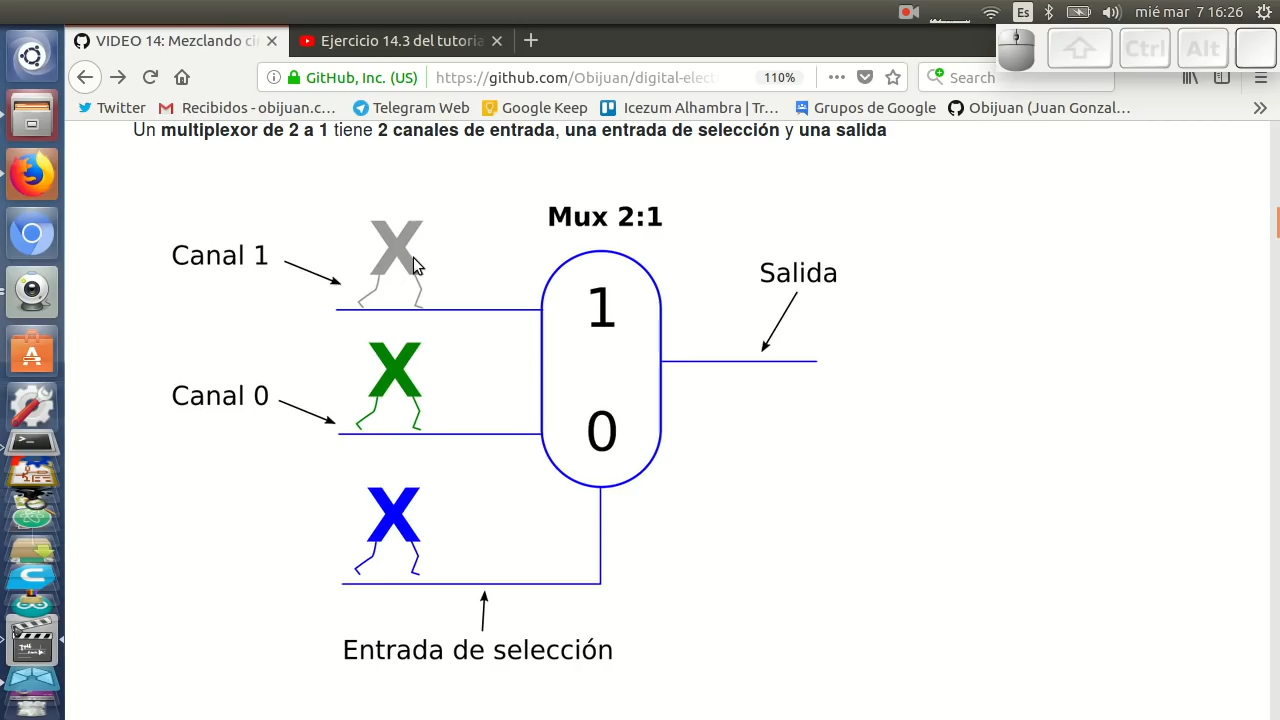 Es
mié mar 7 16:26
VIDEO 14: Mezclando cir
Ejercicio 14.3 del tutoria
Ctrl
Alt
GitHub, Inc. (US)
https://github.com/Obijuan/digital-elect
110%
Search
Twitter
Recibidos - obijuan.c...
Telegram Web
Google Keep
Icezum Alhambra | Tr...
Grupos de Google
Obijuan (Juan Gonzal...
Un multiplexor de 2 a 1 tiene 2 canales de entrada, una entrada de selección y una salida
Mux 2:1
X
Canal 1
1
Salida
X
Canal 0
0
X
Entrada de selección